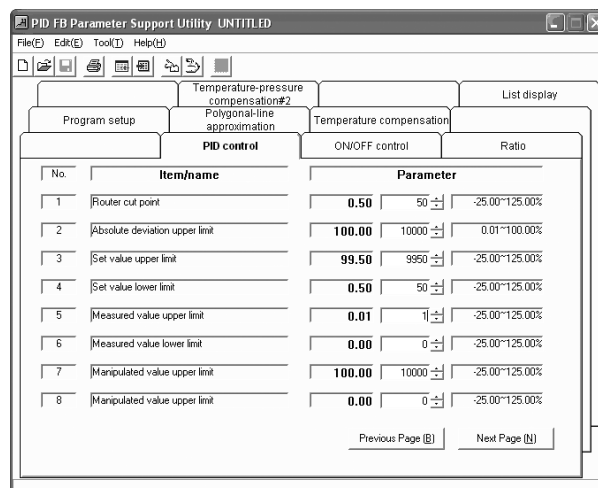 PID FB Parameter Support Utility UNTITLED
File(F) Edit(E) Tool(T) Help(H)
Temperature-pressure compensation#2 List display
Program setup Polygonal-line approximation Temperature compensation
PID control ON/OFF control Ratio
No. Item/name Parameter
1 Router cut point 0.50 50 -25.00~125.00%
2 Absolute deviation upper limit 100.00 10000 0.01~100.00%
3 Set value upper limit 99.50 9950 -25.00~125.00%
4 Set value lower limit 0.50 50 -25.00~125.00%
5 Measured value upper limit 0.01 1 -25.00~125.00%
6 Measured value lower limit 0.00 0 -25.00~125.00%
7 Manipulated value upper limit 100.00 10000 -25.00~125.00%
8 Manipulated value upper limit 0.00 0 -25.00~125.00%
Previous Page (B) Next Page (N)